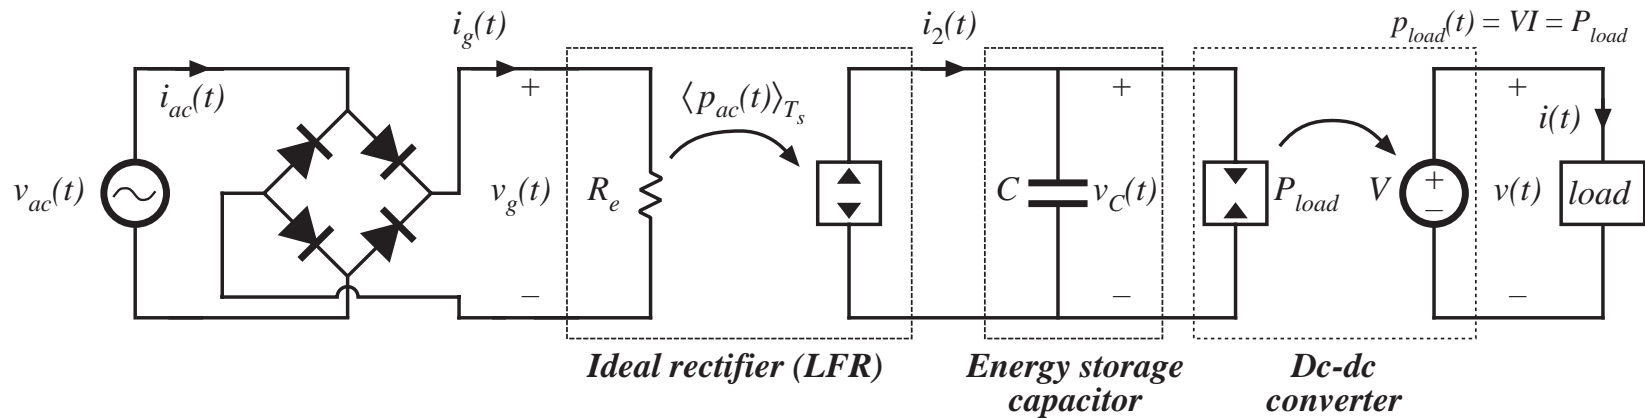 i_g(t)
i_2(t)
p_load(t) = VI = P_load
i_ac(t)
+
⟨p_ac(t)⟩_T_s
+
+
i(t)
v_ac(t)
v_g(t)
R_e
C
v_C(t)
P_load
V
+
–
v(t)
load
–
–
–
Ideal rectifier (LFR)
Energy storage
capacitor
Dc-dc
converter